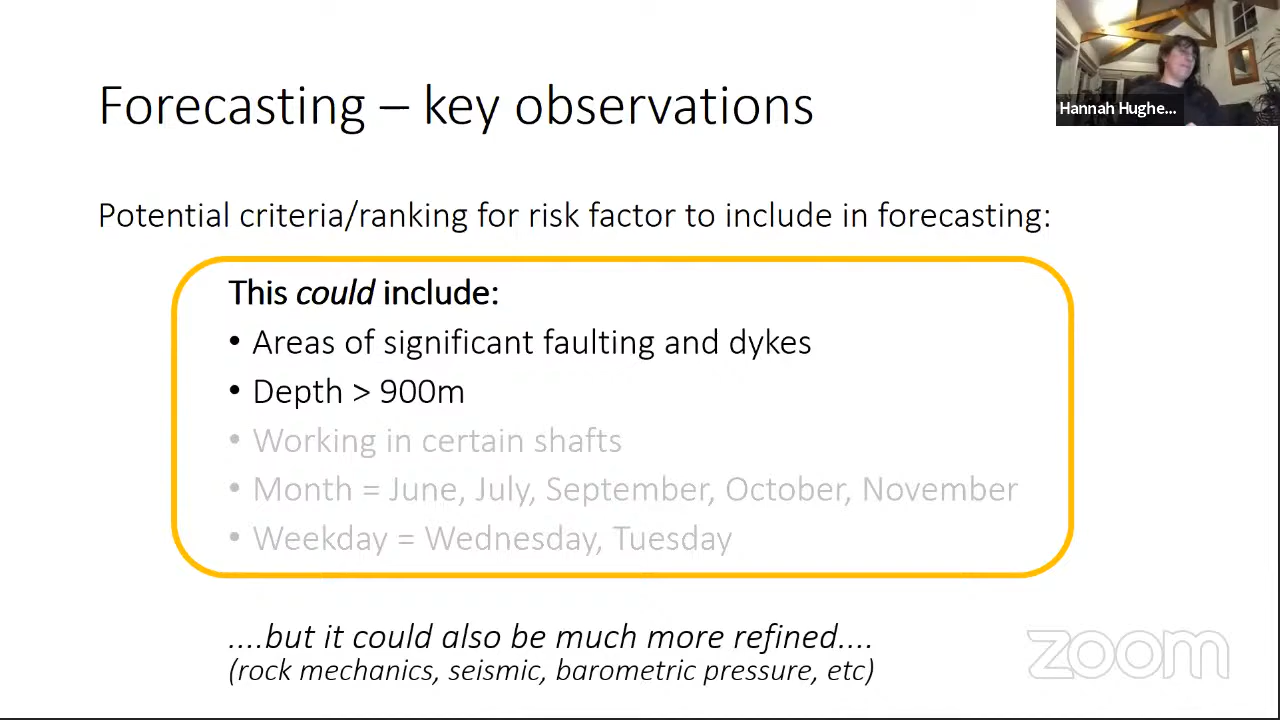 Hannah Hughe...
Forecasting – key observations
Potential criteria/ranking for risk factor to include in forecasting:
This could include:
• Areas of significant faulting and dykes
• Depth > 900m
• Working in certain shafts
• Month = June, July, September, October, November
• Weekday = Wednesday, Tuesday
....but it could also be much more refined....
(rock mechanics, seismic, barometric pressure, etc)
zoom